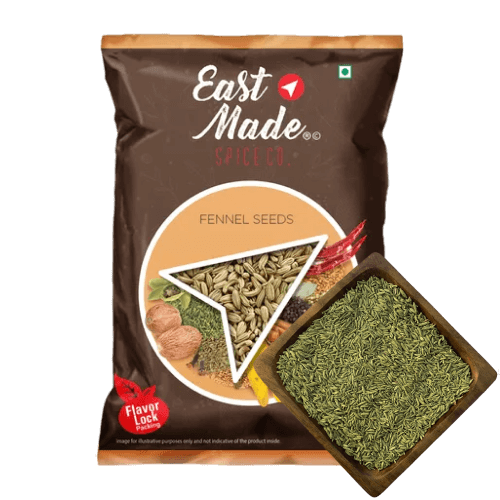 East
Made®©
SPICE CO.
FENNEL SEEDS
Flavor
Lock
Packing
Image for illustrative purposes only and not indicative of the product inside.